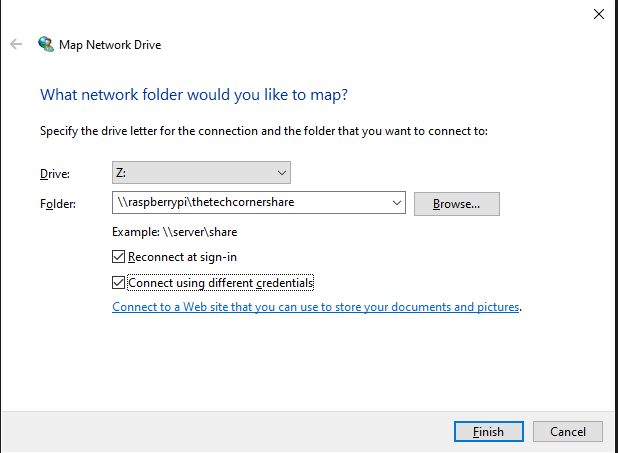 Map Network Drive
What network folder would you like to map?
Specify the drive letter for the connection and the folder that you want to connect to:
Drive: Z:
Folder: \\raspberrypi\thetechcornershare Browse...
Example: \\server\share
Reconnect at sign-in
Connect using different credentials
Connect to a Web site that you can use to store your documents and pictures.
Finish Cancel